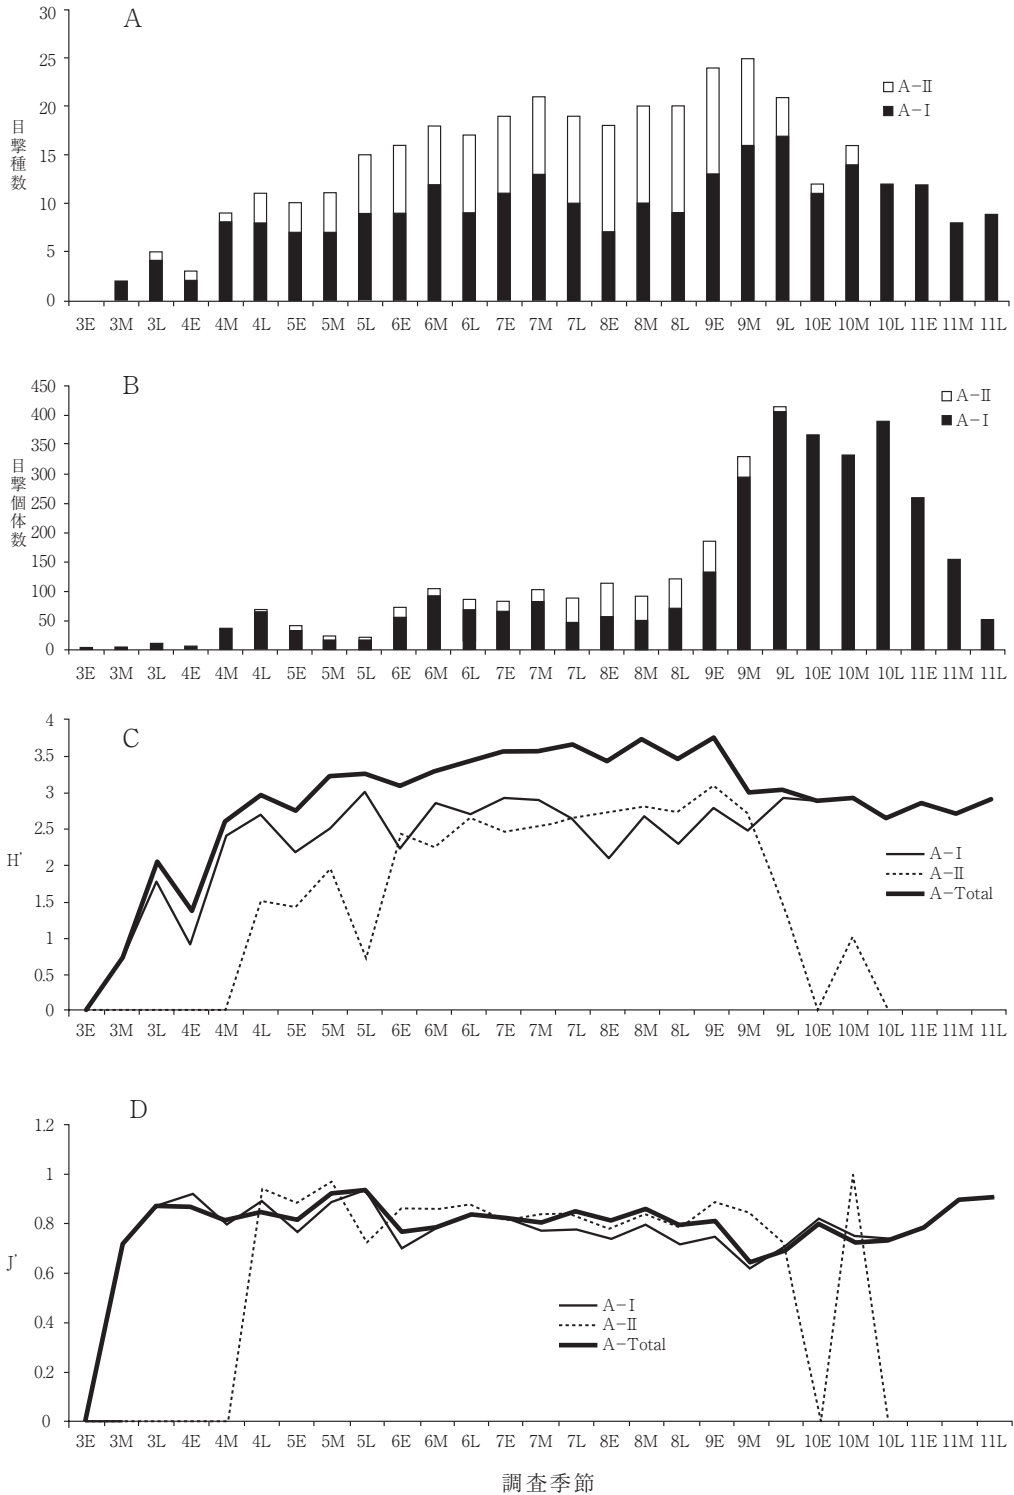 A
30
25
20
15
10
5
0
目撃種数
A-Ⅱ
A-Ⅰ
3E 3M 3L 4E 4M 4L 5E 5M 5L 6E 6M 6L 7E 7M 7L 8E 8M 8L 9E 9M 9L 10E 10M 10L 11E 11M 11L
B
450
400
350
300
250
200
150
100
50
0
目撃個体数
A-Ⅱ
A-Ⅰ
3E 3M 3L 4E 4M 4L 5E 5M 5L 6E 6M 6L 7E 7M 7L 8E 8M 8L 9E 9M 9L 10E 10M 10L 11E 11M 11L
C
4
3.5
3
2.5
2
1.5
1
0.5
0
H'
A-Ⅰ
A-Ⅱ
A-Total
3E 3M 3L 4E 4M 4L 5E 5M 5L 6E 6M 6L 7E 7M 7L 8E 8M 8L 9E 9M 9L 10E 10M 10L 11E 11M 11L
D
1.2
1
0.8
0.6
0.4
0.2
0
J'
A-Ⅰ
A-Ⅱ
A-Total
3E 3M 3L 4E 4M 4L 5E 5M 5L 6E 6M 6L 7E 7M 7L 8E 8M 8L 9E 9M 9L 10E 10M 10L 11E 11M 11L
調査季節